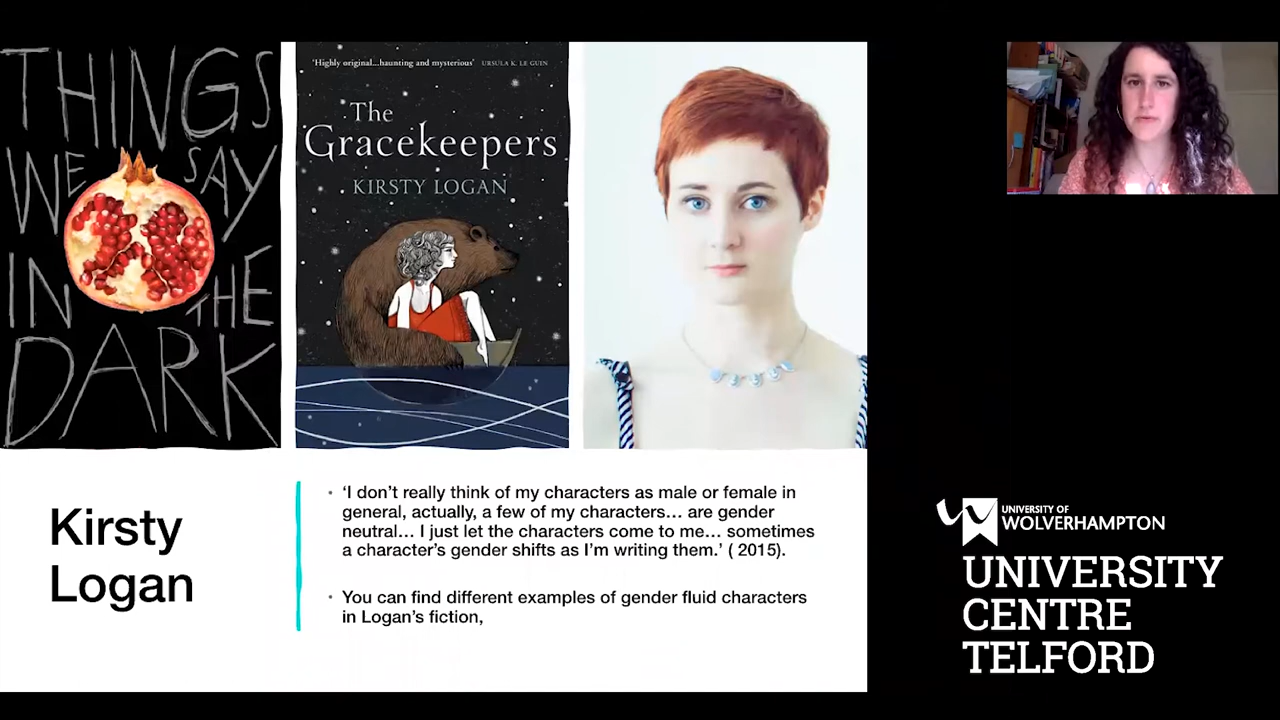 THINGS
WE SAY
IN THE
DARK
'Highly original...haunting and mysterious' URSULA K. LE GUIN
The
Gracekeepers
KIRSTY LOGAN
Kirsty
Logan
• 'I don't really think of my characters as male or female in
general, actually, a few of my characters... are gender
neutral... I just let the characters come to me... sometimes
a character's gender shifts as I'm writing them.' ( 2015).
• You can find different examples of gender fluid characters
in Logan's fiction,
UNIVERSITY OF
WOLVERHAMPTON
UNIVERSITY
CENTRE
TELFORD